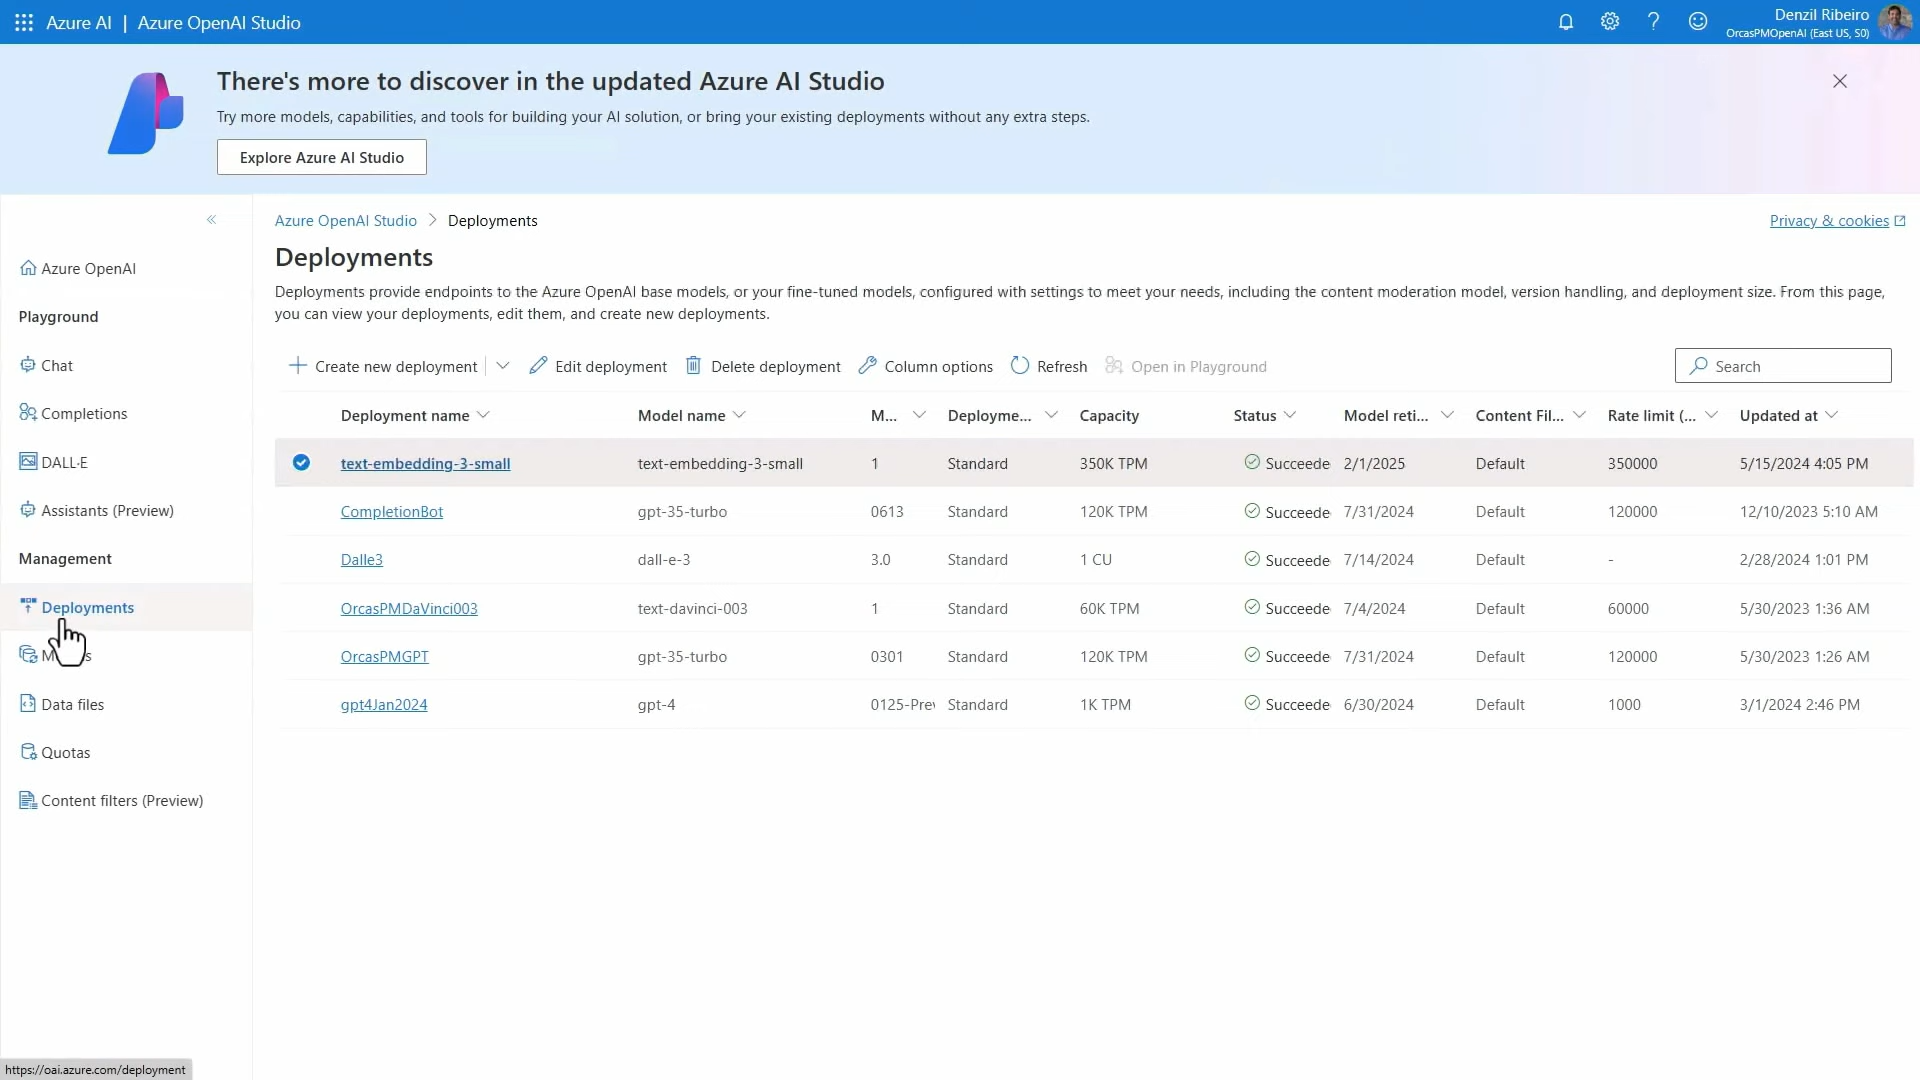 Azure AI | Azure OpenAI Studio
Denzil Ribeiro
OrcasPMOpenAI (East US, S0)
There's more to discover in the updated Azure AI Studio
Try more models, capabilities, and tools for building your AI solution, or bring your existing deployments without any extra steps.
Explore Azure AI Studio
Azure OpenAI
Playground
Chat
Completions
DALL·E
Assistants (Preview)
Management
Deployments
Data files
Quotas
Content filters (Preview)
Azure OpenAI Studio > Deployments
Privacy & cookies
Deployments
Deployments provide endpoints to the Azure OpenAI base models, or your fine-tuned models, configured with settings to meet your needs, including the content moderation model, version handling, and deployment size. From this page,
you can view your deployments, edit them, and create new deployments.
Create new deployment Edit deployment Delete deployment Column options Refresh Open in Playground Search
Deployment name Model name M... Deployme... Capacity Status Model reti... Content Fil... Rate limit (... Updated at
text-embedding-3-small text-embedding-3-small 1 Standard 350K TPM Succeede 2/1/2025 Default 350000 5/15/2024 4:05 PM
CompletionBot gpt-35-turbo 0613 Standard 120K TPM Succeede 7/31/2024 Default 120000 12/10/2023 5:10 AM
Dalle3 dall-e-3 3.0 Standard 1 CU Succeede 7/14/2024 Default - 2/28/2024 1:01 PM
OrcasPMDaVinci003 text-davinci-003 1 Standard 60K TPM Succeede 7/4/2024 Default 60000 5/30/2023 1:36 AM
OrcasPMGPT gpt-35-turbo 0301 Standard 120K TPM Succeede 7/31/2024 Default 120000 5/30/2023 1:26 AM
gpt4Jan2024 gpt-4 0125-Prev Standard 1K TPM Succeede 6/30/2024 Default 1000 3/1/2024 2:46 PM
https://oai.azure.com/deployment